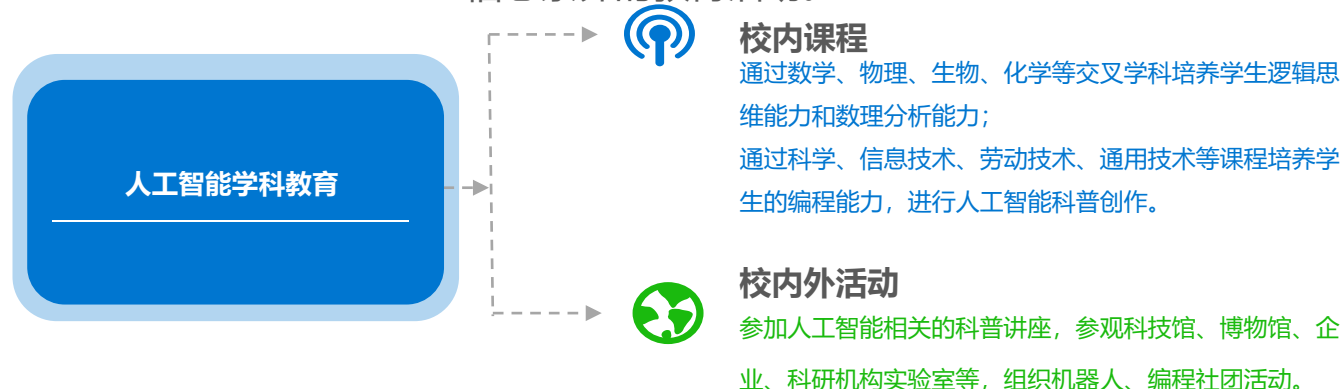 人工智能学科教育
校内课程
通过数学、物理、生物、化学等交叉学科培养学生逻辑思
维能力和数理分析能力；
通过科学、信息技术、劳动技术、通用技术等课程培养学
生的编程能力，进行人工智能科普创作。
校内外活动
参加人工智能相关的科普讲座，参观科技馆、博物馆、企
业、科研机构实验室等，组织机器人、编程社团活动。